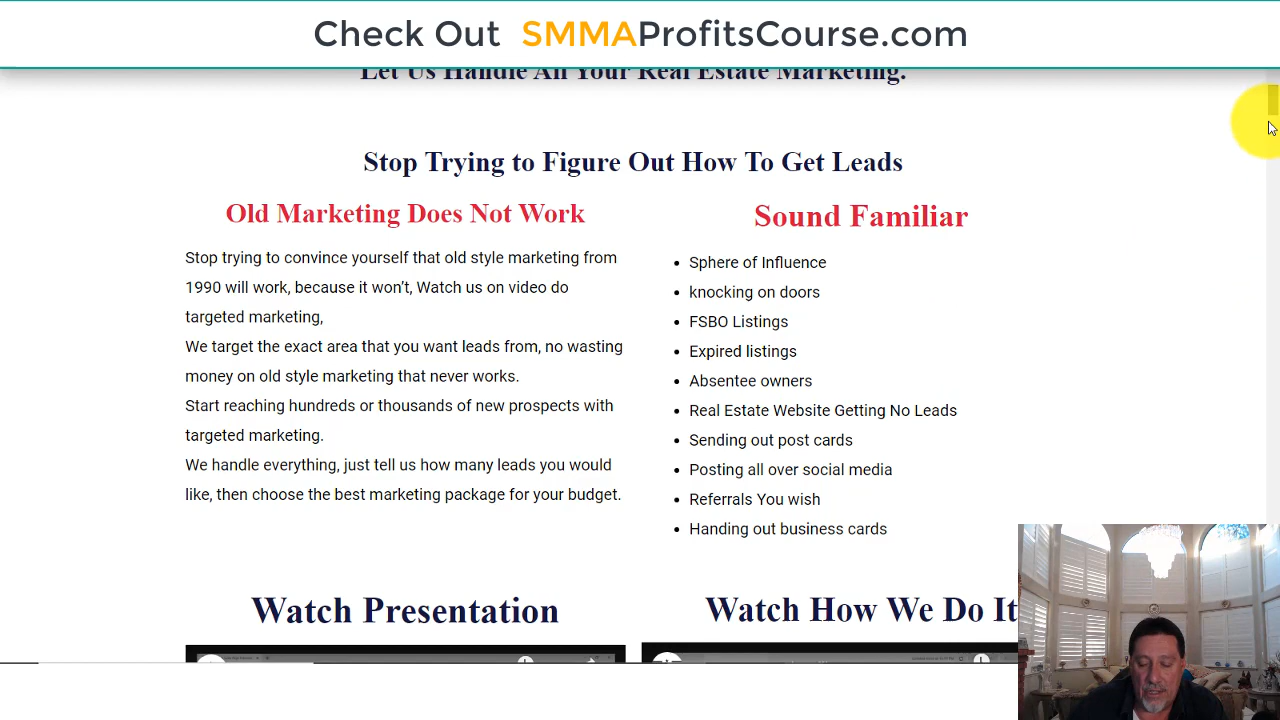 Check Out SMMAProfitsCourse.com
Let Us Handle All Your Real Estate Marketing.
Stop Trying to Figure Out How To Get Leads
Old Marketing Does Not Work
Stop trying to convince yourself that old style marketing from
1990 will work, because it won't, Watch us on video do
targeted marketing,
We target the exact area that you want leads from, no wasting
money on old style marketing that never works.
Start reaching hundreds or thousands of new prospects with
targeted marketing.
We handle everything, just tell us how many leads you would
like, then choose the best marketing package for your budget.
Sound Familiar
Sphere of Influence
knocking on doors
FSBO Listings
Expired listings
Absentee owners
Real Estate Website Getting No Leads
Sending out post cards
Posting all over social media
Referrals You wish
Handing out business cards
Watch Presentation
Watch How We Do It